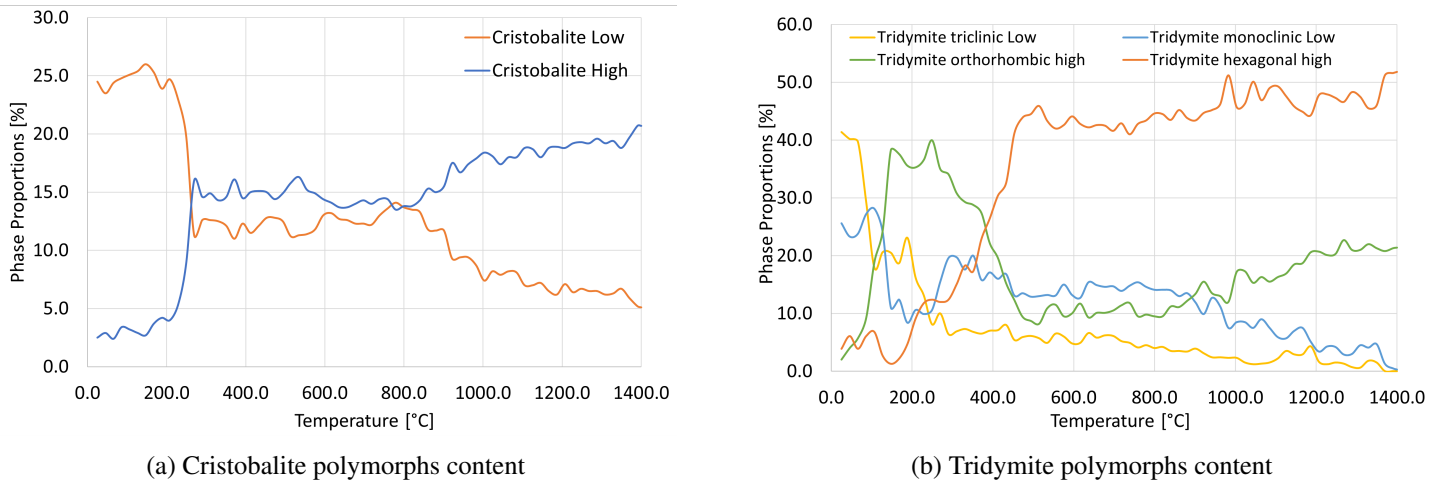 30.0
25.0
20.0
15.0
10.0
5.0
0.0
Phase Proportions [%]
Cristobalite Low
Cristobalite High
0.0 200.0 400.0 600.0 800.0 1000.0 1200.0 1400.0
Temperature [°C]
(a) Cristobalite polymorphs content
60.0
50.0
40.0
30.0
20.0
10.0
0.0
Phase Proportions [%]
Tridymite triclinic Low Tridymite monoclinic Low
Tridymite orthorhombic high Tridymite hexagonal high
0.0 200.0 400.0 600.0 800.0 1000.0 1200.0 1400.0
Temperature [°C]
(b) Tridymite polymorphs content